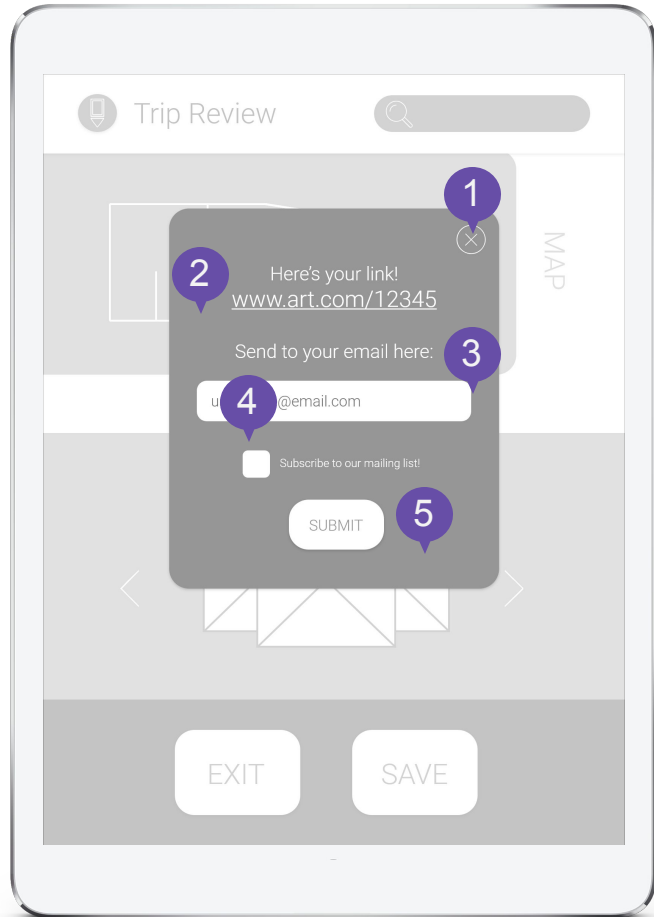 Trip Review
MAP
1
2
Here's your link!
www.art.com/12345
Send to your email here:
3
4
@email.com
Subscribe to our mailing list!
SUBMIT
5
EXIT
SAVE